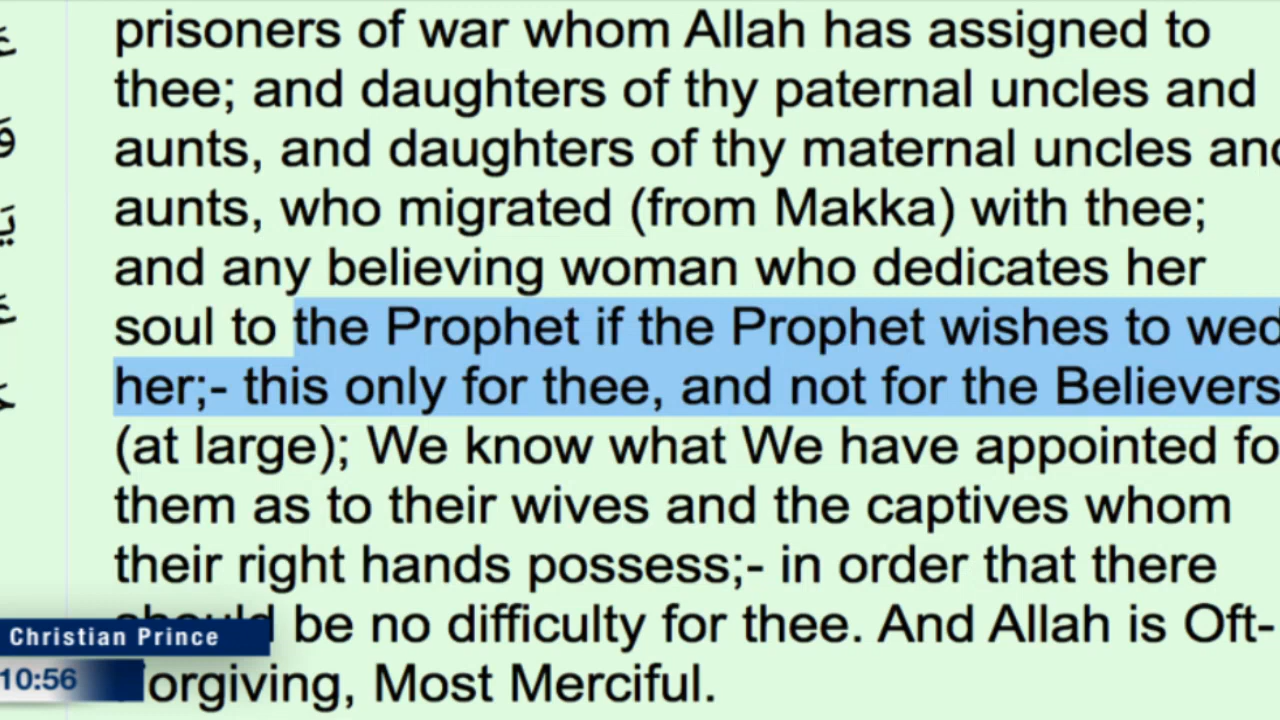 prisoners of war whom Allah has assigned to
thee; and daughters of thy paternal uncles and
aunts, and daughters of thy maternal uncles
aunts, who migrated (from Makka) with thee;
and any believing woman who dedicates her
soul to the Prophet if the Prophet wishes to wed
her;- this only for thee, and not for the Believers
(at large); We know what We have appointed
them as to their wives and the captives whom
their right hands possess;- in order that there
be no difficulty for thee. And Allah is Oft-
orgiving, Most Merciful.
Christian Prince
10:56